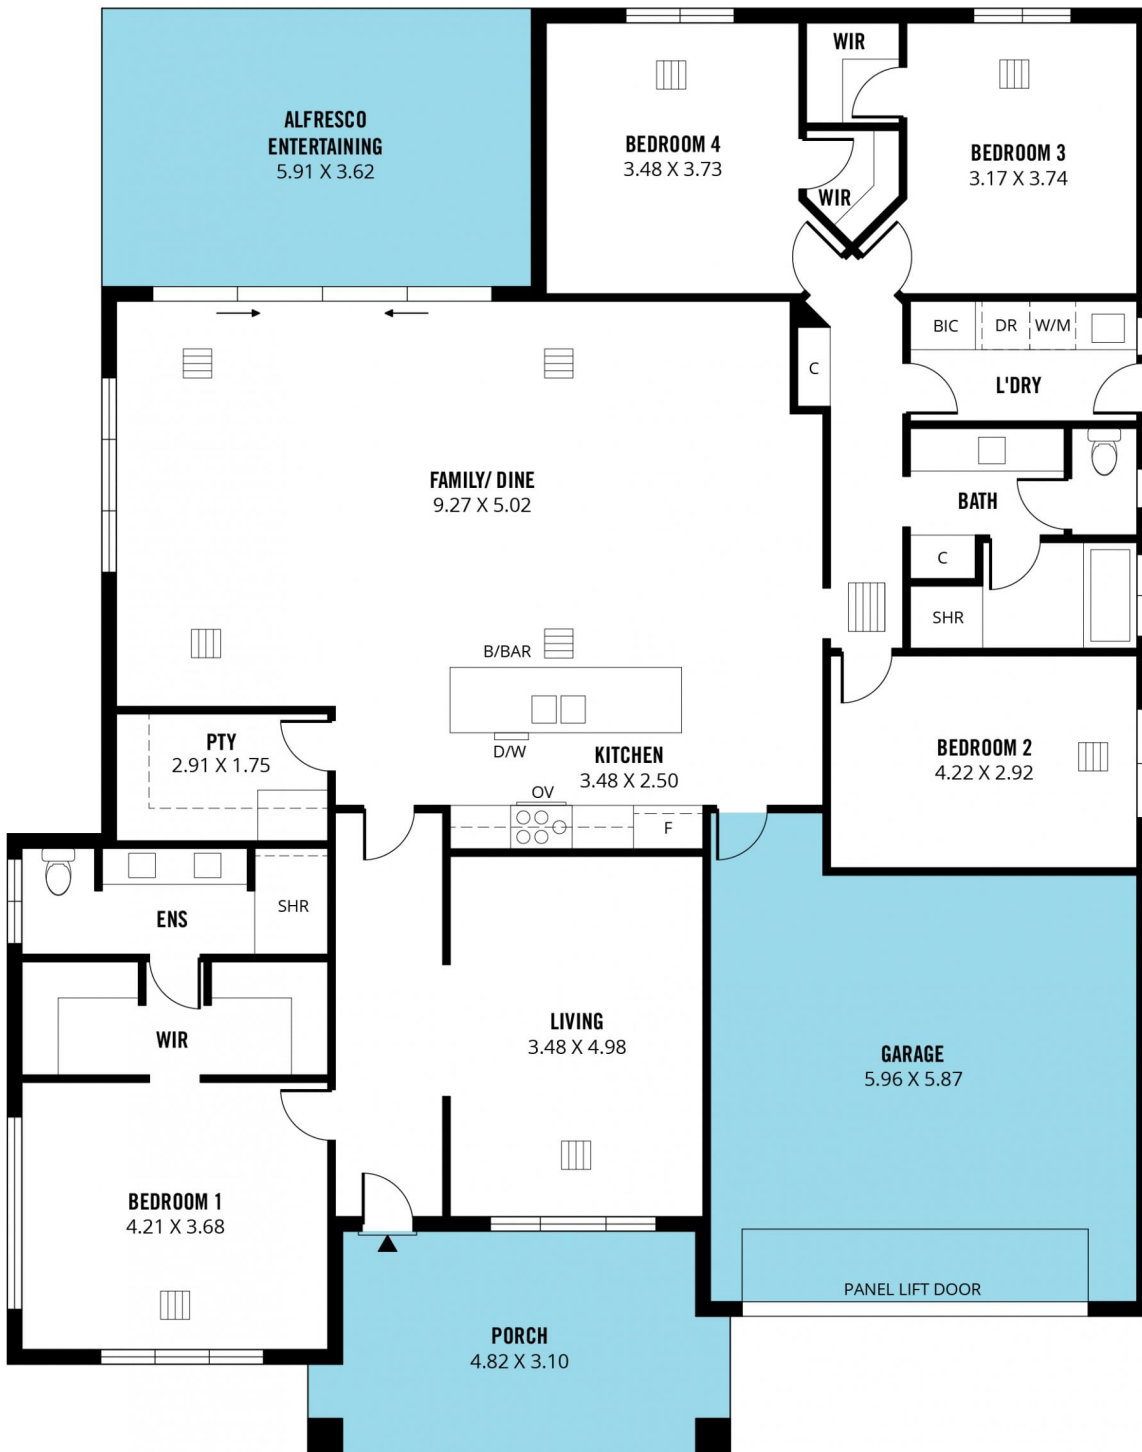 ALFRESCO
ENTERTAINING
5.91 X 3.62
BEDROOM 4
3.48 X 3.73
WIR
WIR
BEDROOM 3
3.17 X 3.74
BIC
DR
W/M
L'DRY
C
FAMILY/ DINE
9.27 X 5.02
BATH
C
SHR
B/BAR
D/W
KITCHEN
3.48 X 2.50
OV
F
PTY
2.91 X 1.75
BEDROOM 2
4.22 X 2.92
ENS
SHR
WIR
LIVING
3.48 X 4.98
GARAGE
5.96 X 5.87
BEDROOM 1
4.21 X 3.68
PANEL LIFT DOOR
PORCH
4.82 X 3.10